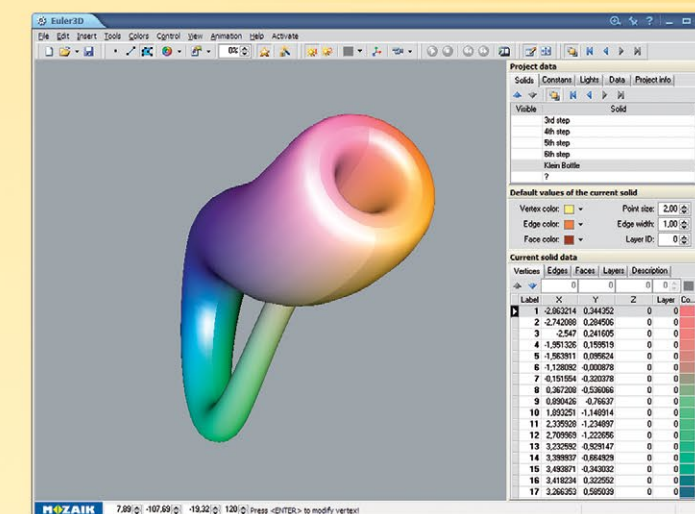 Euler3D
File Edit Insert Tools Colors Control View Animation Help Activate
0%
Project data
Solids Constans Lights Data Project info
Visible Solid
3rd step
4th step
5th step
6th step
Klein Bottle
?
Default values of the current solid
Vertex color: Point size: 2,00
Edge color: Edge width: 1,00
Face color: Layer ID: 0
Current solid data
Vertices Edges Faces Layers Description
0 0 0 0
Label X Y Z Layer Co...
1 -2,863214 0,344352 0 0
2 -2,742088 0,284506 0 0
3 -2,547 0,241605 0 0
4 -1,951326 0,159519 0 0
5 -1,563911 0,095624 0 0
6 -1,128092 -0,000878 0 0
7 -0,151554 -0,320378 0 0
8 0,367208 -0,536066 0 0
9 0,890426 -0,76637 0 0
10 1,893251 -1,140914 0 0
11 2,335928 -1,234897 0 0
12 2,709969 -1,222656 0 0
13 3,232592 -0,929147 0 0
14 3,399937 -0,664929 0 0
15 3,493871 -0,343032 0 0
16 3,418234 0,322552 0 0
17 3,266353 0,585039 0 0
MOZAIK 7,89 -107,69 -19,32 120 Press <ENTER> to modify vertex!